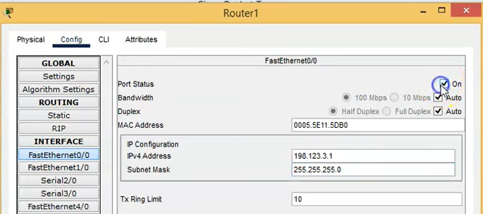 Router1
Physical Config CLI Attributes
GLOBAL
Settings
Algorithm Settings
ROUTING
Static
RIP
INTERFACE
FastEthernet0/0
FastEthernet1/0
Serial2/0
Serial3/0
FastEthernet4/0
FastEthernet0/0
Port Status On
Bandwidth 100 Mbps 10 Mbps Auto
Duplex Half Duplex Full Duplex Auto
MAC Address 0005.5E11.5DB0
IP Configuration
IPv4 Address 198.123.3.1
Subnet Mask 255.255.255.0
Tx Ring Limit 10